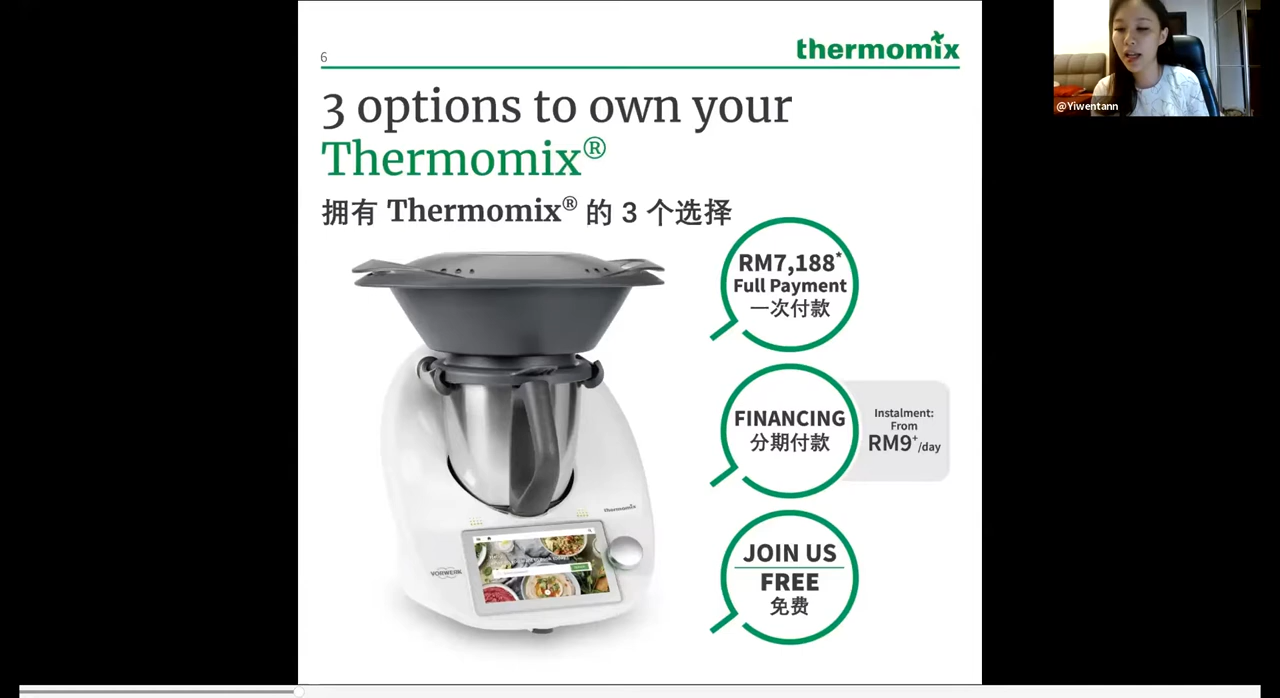 6
thermomix
3 options to own your
Thermomix®
拥有 Thermomix® 的 3 个选择
RM7,188*
Full Payment
一次付款
FINANCING
分期付款
Instalment:
From
RM9+/day
JOIN US
FREE
免费
thermomix
VORWERK
@Yiwentann